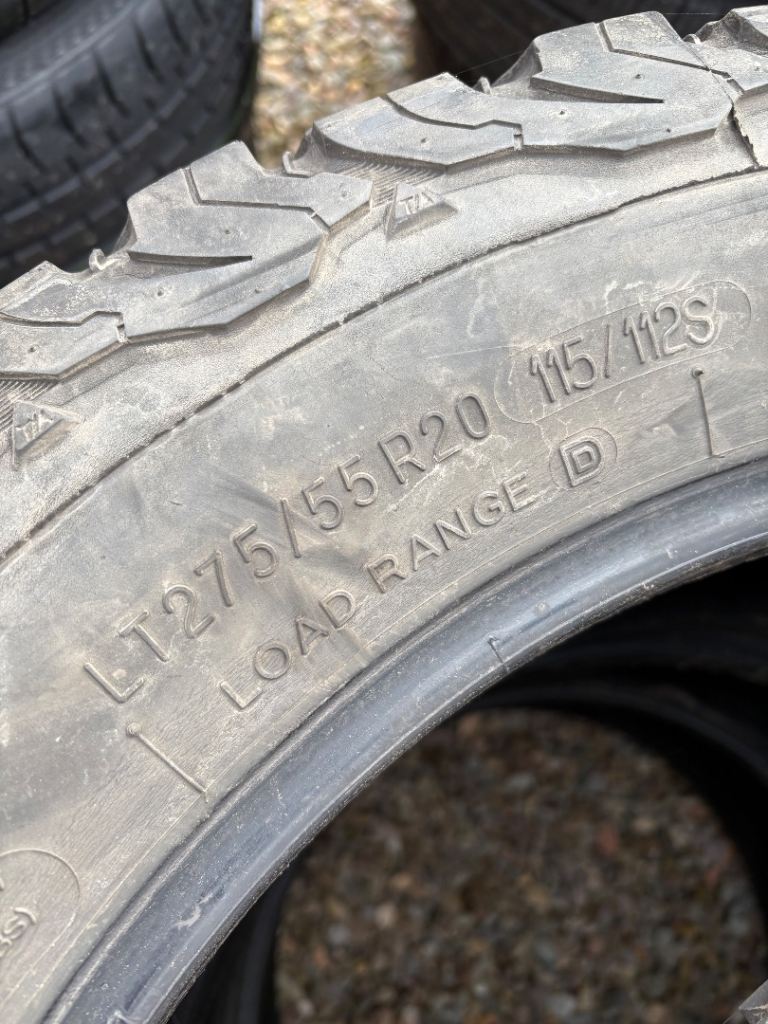 T/A
T/A
LT275/55R20 115/112S
LOAD RANGE D